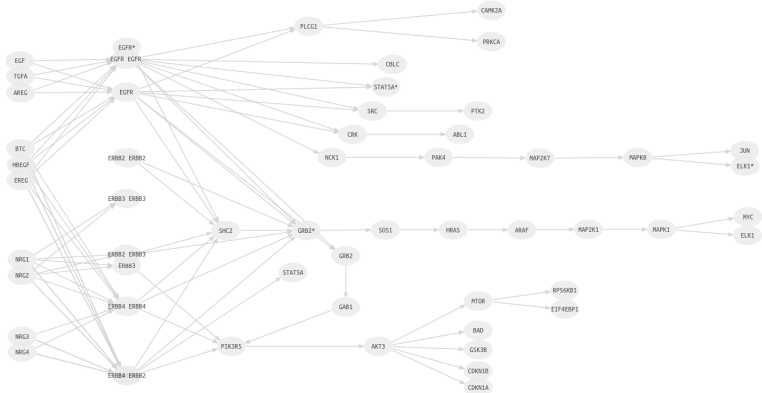 CAMK2A
PLCG1
PRKCA
EGFR*
EGF
EGFR EGFR
CBLC
TGFA
STAT5A*
AREG
EGFR
SRC
PTK2
CRK
ABL1
BTC
JUN
ERBB2 ERBB2
NCK1
PAK4
MAP2K7
MAPK8
HBEGF
ELK1*
EREG
ERBB3 ERBB3
MYC
SHC2
GRB2*
SOS1
HRAS
ARAF
MAP2K1
MAPK1
ELK1
ERBB2 ERBB3
GRB2
NRG1
ERBB3
NRG2
STAT5A
RPS6KB1
MTOR
ERBB4 ERBB4
GAB1
EIF4EBP1
BAD
NRG3
PIK3R5
AKT3
GSK3B
NRG4
CDKN1B
ERBB4 ERBB2
CDKN1A